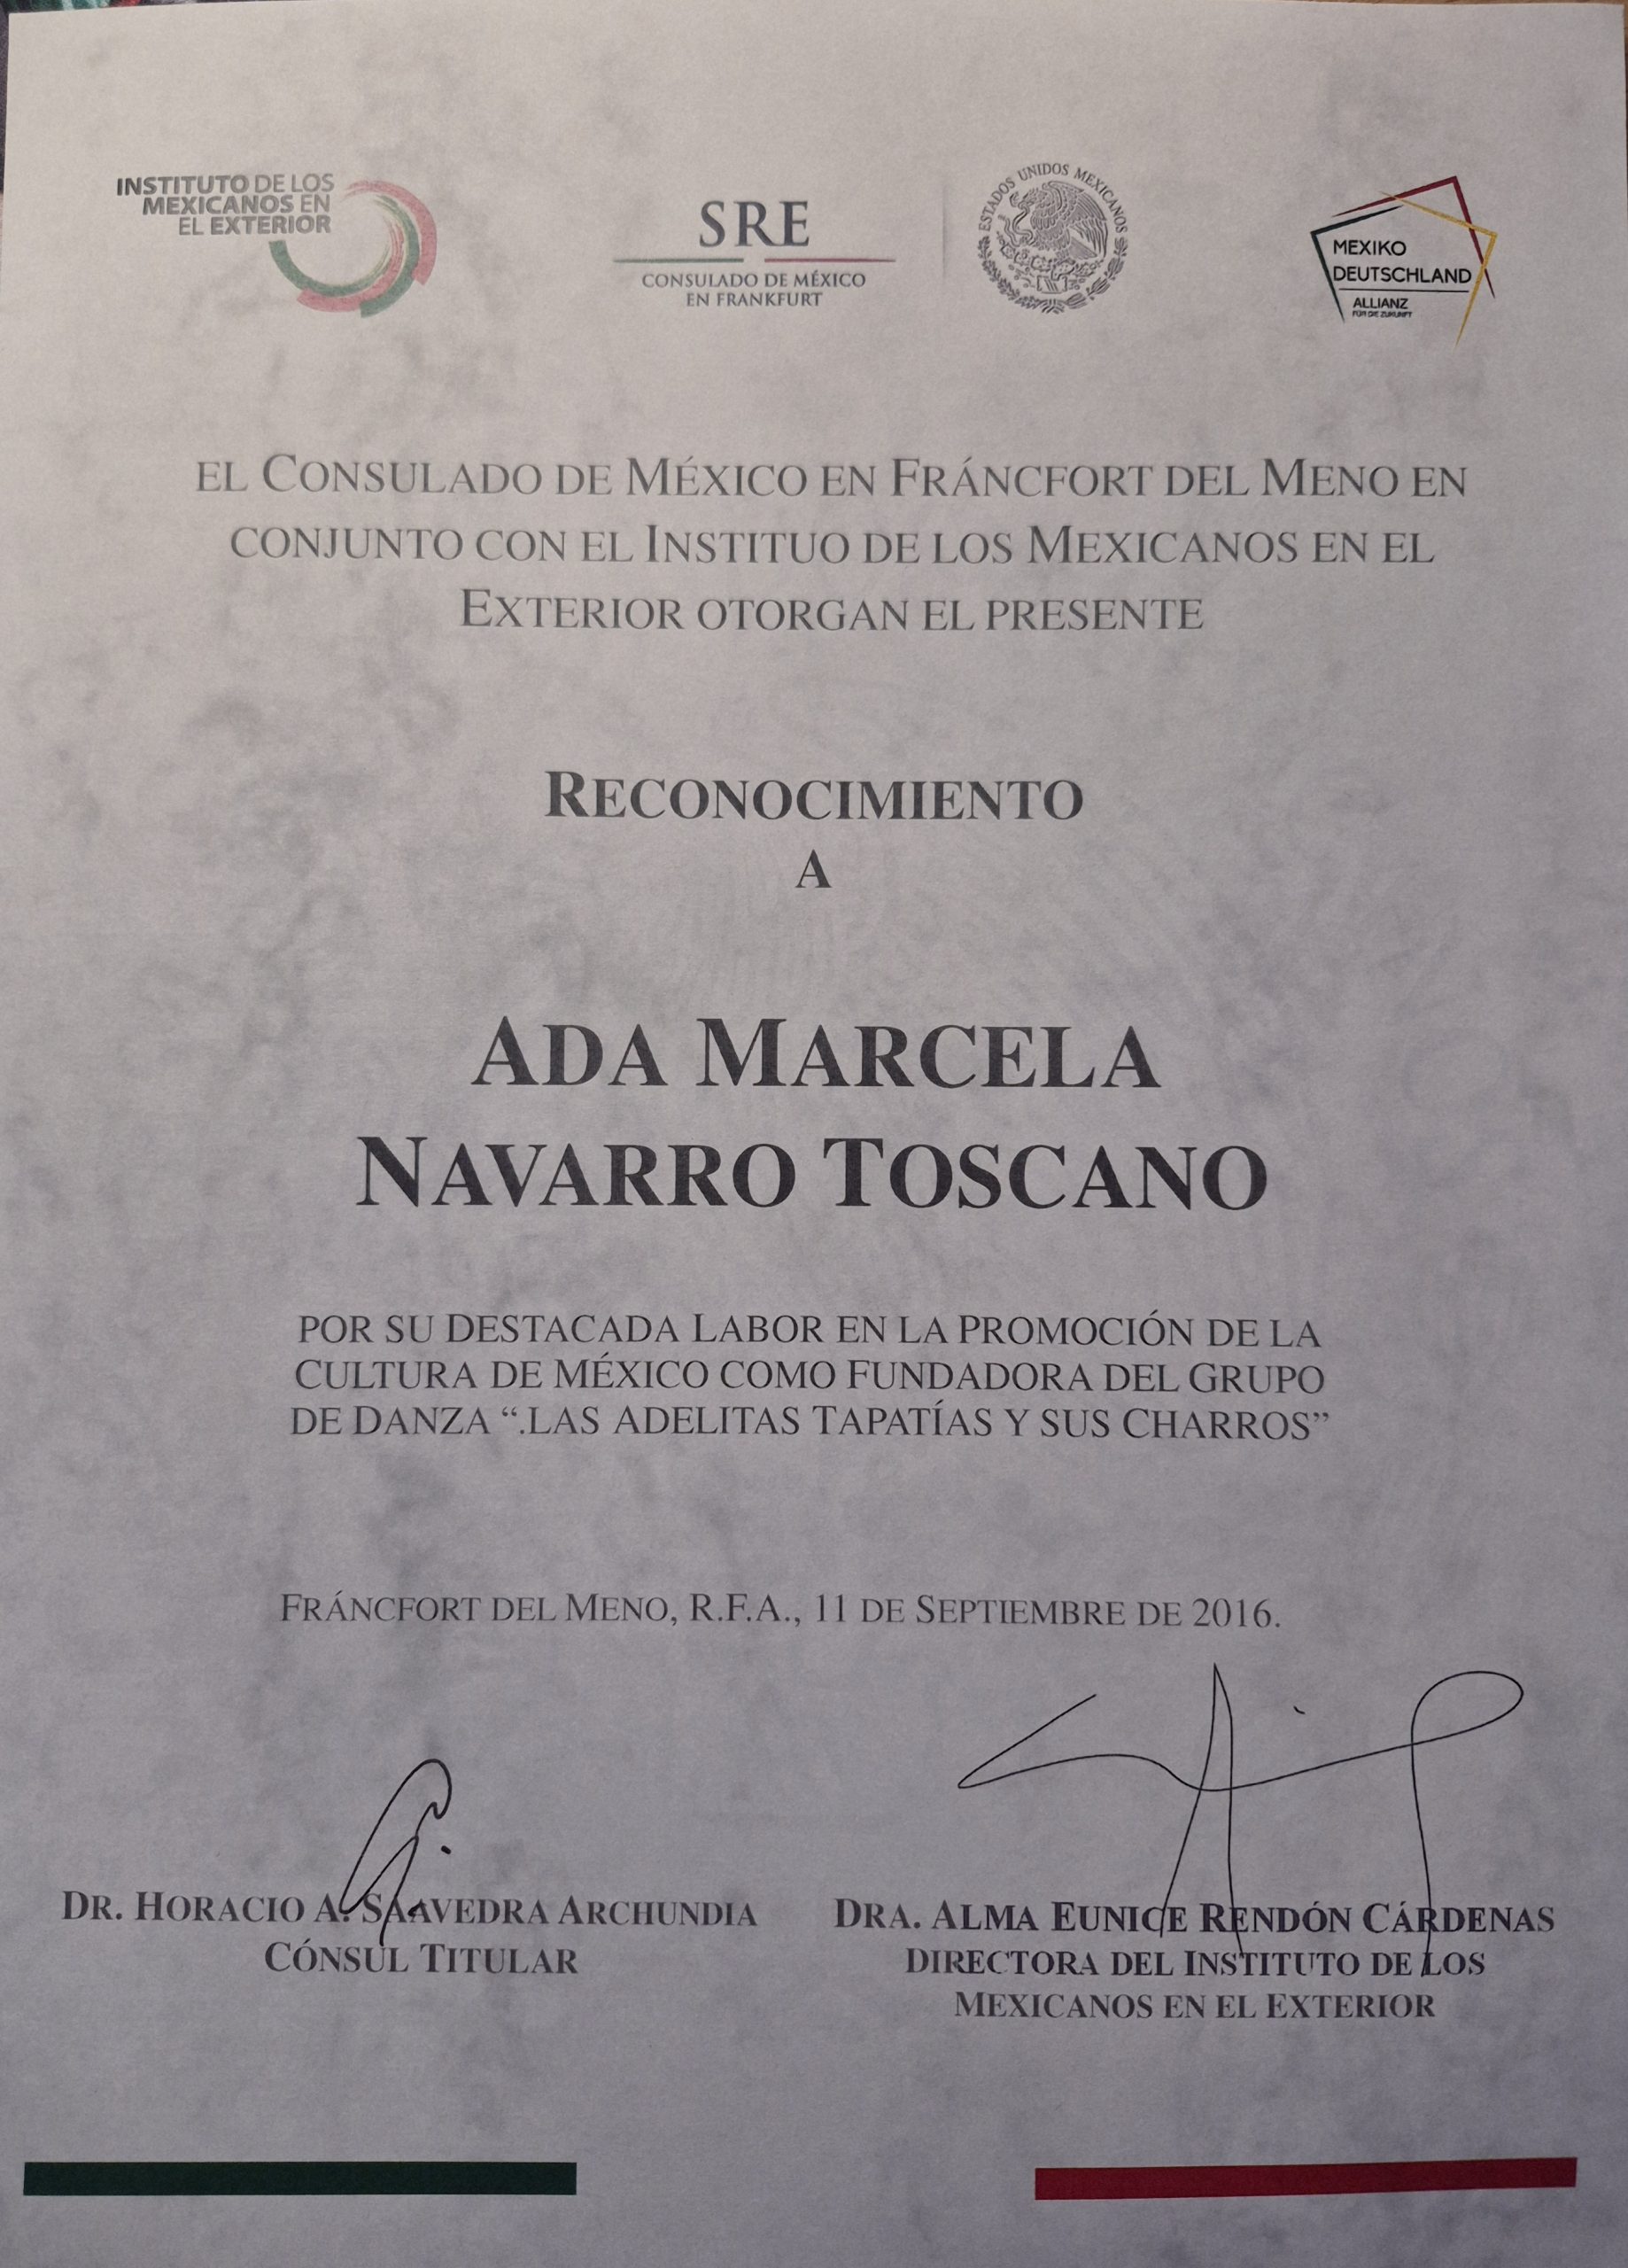 INSTITUTO DE LOS
MEXICANOS EN
EL EXTERIOR
SRE
CONSULADO DE MÉXICO
EN FRANKFURT
ESTADOS UNIDOS MEXICANOS
MEXIKO
DEUTSCHLAND
ALLIANZ
FÜR DIE ZUKUNFT
EL CONSULADO DE MÉXICO EN FRÁNCFORT DEL MENO EN
CONJUNTO CON EL INSTITUO DE LOS MEXICANOS EN EL
EXTERIOR OTORGAN EL PRESENTE
RECONOCIMIENTO
A
ADA MARCELA
NAVARRO TOSCANO
POR SU DESTACADA LABOR EN LA PROMOCIÓN DE LA
CULTURA DE MÉXICO COMO FUNDADORA DEL GRUPO
DE DANZA “.LAS ADELITAS TAPATÍAS Y SUS CHARROS”
FRÁNCFORT DEL MENO, R.F.A., 11 DE SEPTIEMBRE DE 2016.
DR. HORACIO A. SAAVEDRA ARCHUNDIA
CÓNSUL TITULAR
DRA. ALMA EUNICE RENDÓN CÁRDENAS
DIRECTORA DEL INSTITUTO DE LOS
MEXICANOS EN EL EXTERIOR